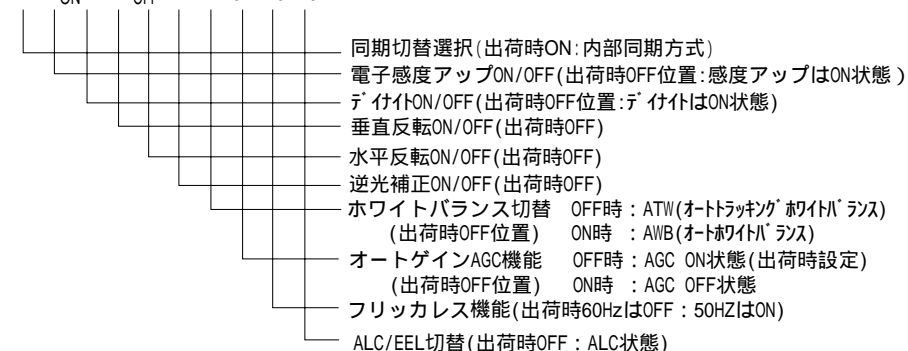 同期切替選択(出荷時ON:内部同期方式)
電子感度アップON/OFF(出荷時OFF位置:感度アップはON状態)
ﾃﾞｲﾅｲﾄON/OFF(出荷時OFF位置:ﾃﾞｲﾅｲﾄはON状態)
垂直反転ON/OFF(出荷時OFF)
水平反転ON/OFF(出荷時OFF)
逆光補正ON/OFF(出荷時OFF)
ホワイトバランス切替 OFF時：ATW(ｵｰﾄﾄﾗｯｷﾝｸﾞﾎﾜｲﾄﾊﾞﾗﾝｽ)
(出荷時OFF位置) ON時 ：AWB(ｵｰﾄﾎﾜｲﾄﾊﾞﾗﾝｽ)
オートゲインAGC機能 OFF時：AGC ON状態(出荷時設定)
(出荷時OFF位置) ON時 ：AGC OFF状態
フリッカレス機能(出荷時60HzはOFF：50HZはON)
ALC/EEL切替(出荷時OFF：ALC状態)